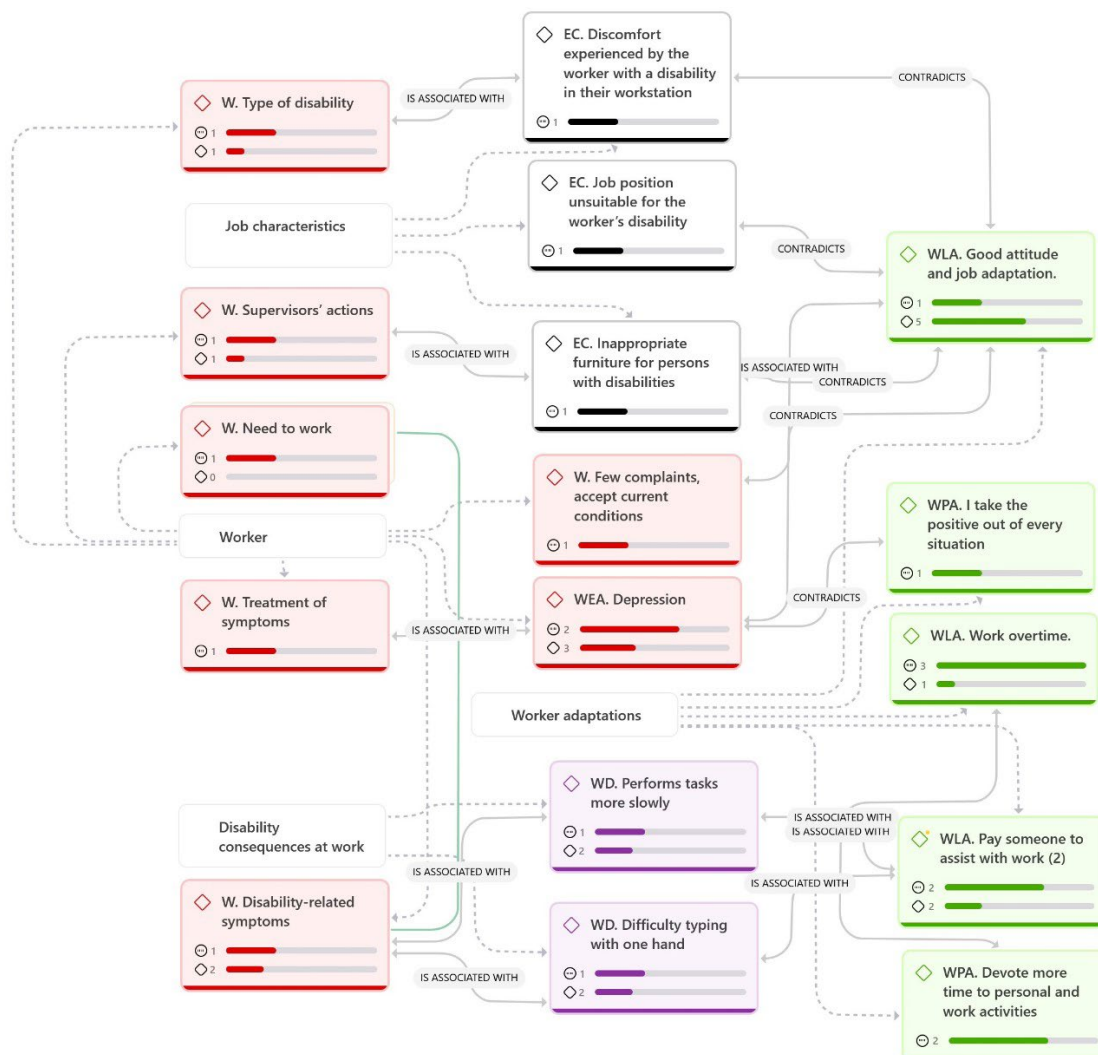 EC. Discomfort
experienced by the
worker with a disability
in their workstation
1
CONTRADICTS
IS ASSOCIATED WITH
W. Type of disability
1
1
EC. Job position
unsuitable for the
worker's disability
1
Job characteristics
CONTRADICTS
WLA. Good attitude
and job adaptation.
1
5
W. Supervisors' actions
1
1
IS ASSOCIATED WITH
EC. Inappropriate
furniture for persons
with disabilities
1
IS ASSOCIATED WITH
CONTRADICTS
CONTRADICTS
W. Need to work
1
0
W. Few complaints,
accept current
conditions
1
WPA. I take the
positive out of every
situation
1
Worker
W. Treatment of
symptoms
1
IS ASSOCIATED WITH
WEA. Depression
2
3
CONTRADICTS
WLA. Work overtime.
3
1
Worker adaptations
WD. Performs tasks
more slowly
1
2
Disability
consequences at work
IS ASSOCIATED WITH
IS ASSOCIATED WITH
WLA. Pay someone to
assist with work (2)
2
2
IS ASSOCIATED WITH
IS ASSOCIATED WITH
W. Disability-related
symptoms
1
2
WD. Difficulty typing
with one hand
1
2
IS ASSOCIATED WITH
WPA. Devote more
time to personal and
work activities
2